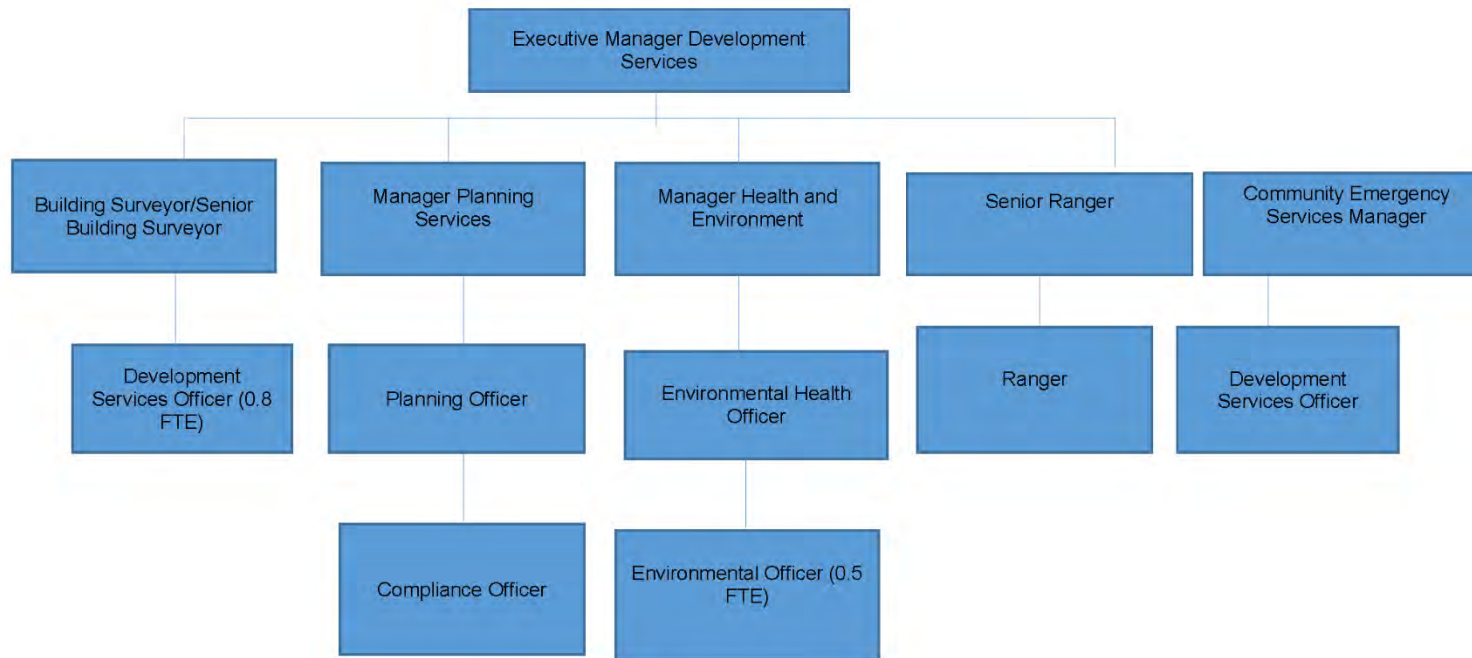 Executive Manager Development
Services
Building Surveyor/Senior
Building Surveyor
Manager Planning
Services
Manager Health and
Environment
Senior Ranger
Community Emergency
Services Manager
Development
Services Officer (0.8
FTE)
Planning Officer
Environmental Health
Officer
Ranger
Development
Services Officer
Compliance Officer
Environmental Officer (0.5
FTE)